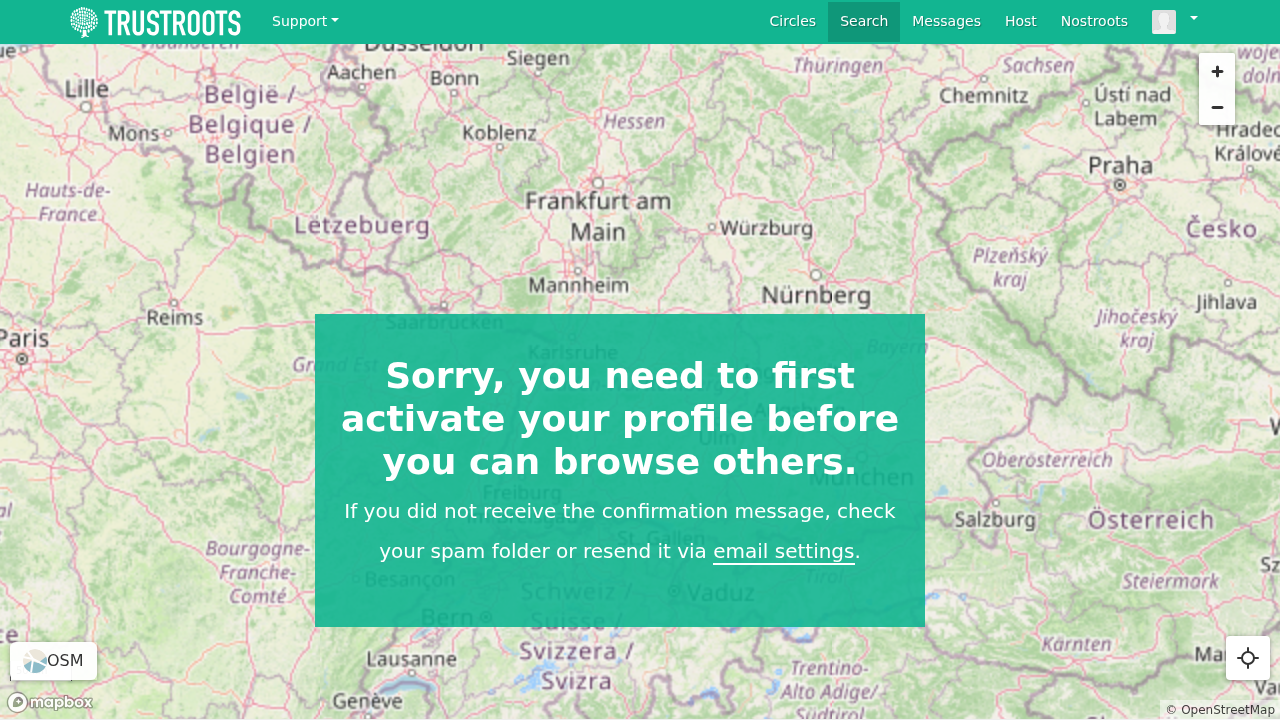 TRUSTROOTS
Support
Circles
Search
Messages
Host
Nostroots
Düsseldorf
Siegen
Thüringen
Sachsen
Aachen
Bonn
Lille
België /
Belgique /
Belgien
Chemnitz
Ústí nad
Labem
+
−
Mons
Koblenz
Hessen
Praha
Hauts-de-
France
Frankfurt am
Main
Lëtzebuerg
Würzburg
Česko
Plzeňský
kraj
Mannheim
Nürnberg
Jihlava
Reims
Jihočeský
kraj
Paris
Saarbrücken
Karlsruhe
Grand Est
Bayern
Sorry, you need to first
activate your profile before
you can browse others.
Ulm
München
Oberösterreich
Freiburg
If you did not receive the confirmation message, check
Salzburg
Österreich
your spam folder or resend it via email settings.
St. Gallen
Bourgogne-
Franche-
Comté
Besançon
Tirol
Steiermark
Schweiz /
Suisse /
Svizzera /
Svizra
Vaduz
Bern
Kärnten
OSM
Lausanne
Trentino-
Alto Adige/
Südtirol
Genève
mapbox
© OpenStreetMap